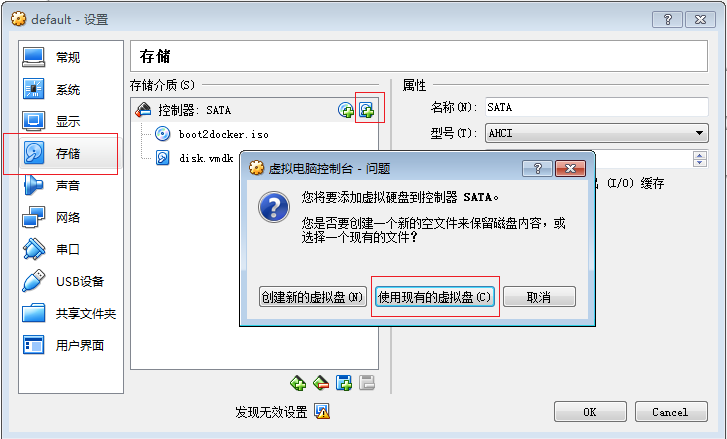 default - 设置
常规
系统
显示
存储
声音
网络
串口
USB设备
共享文件夹
用户界面
存储
存储介质(S)
控制器: SATA
boot2docker.iso
disk.vmdk
属性
名称(N): SATA
型号(T): AHCI
(I/O) 缓存
虚拟电脑控制台 - 问题
您将要添加虚拟硬盘到控制器 SATA。
您是否要创建一个新的空文件来保留磁盘内容，或
选择一个现有的文件？
创建新的虚拟盘(N)
使用现有的虚拟盘(C)
取消
发现无效设置
OK
Cancel